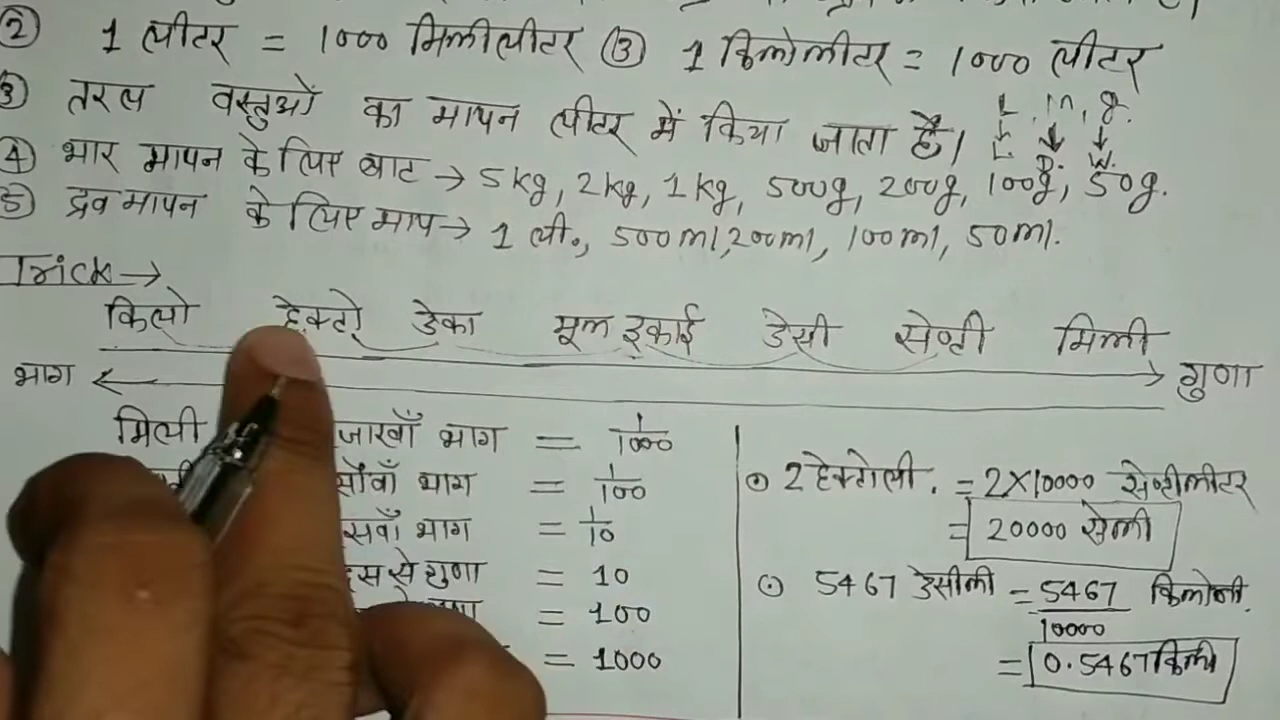 ② 1 लीटर = 1000 मिलीलीटर ③ 1 किलोलीटर = 1000 लीटर
③ तरल वस्तुओं का मापन लीटर में किया जाता है। L. m. g.
L. D. W.
④ भार मापन के लिए बाट → 5kg, 2kg, 1kg, 500g, 200g, 100g, 50g.
⑤ द्रव मापन के लिए माप → 1 ली., 500ml, 200ml, 100ml, 50ml.
Trick →
किलो हेक्टो डेका मूल इकाई डेसी सेण्टी मिली
भाग गुणा
मिली जारवाँ भाग = 1/1000
सौवाँ भाग = 1/100
सवाँ भाग = 1/10
दस से गुणा = 10
= 100
= 1000
⊙ 2 हेक्टोली. = 2×10000 सेण्टीलीटर
= 20000 सेली
⊙ 5467 डेसीली = 5467/10000 किलोली.
= 0.5467 किली